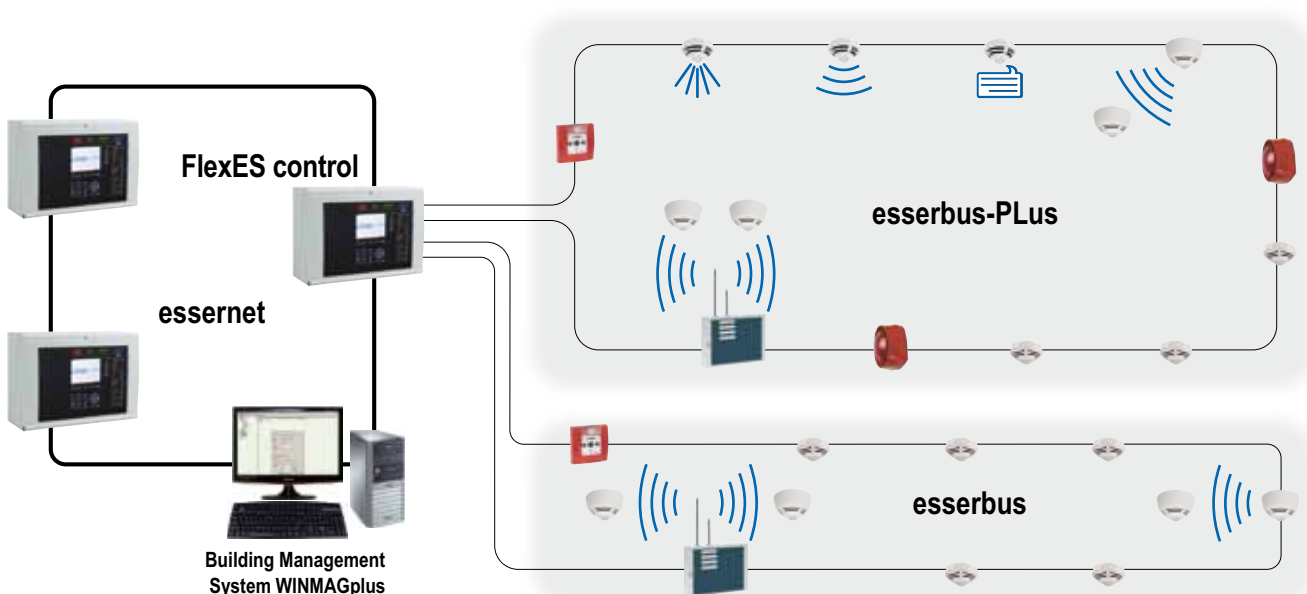 FlexES control
esserbus-PLus
essernet
esserbus
Building Management
System WINMAGplus